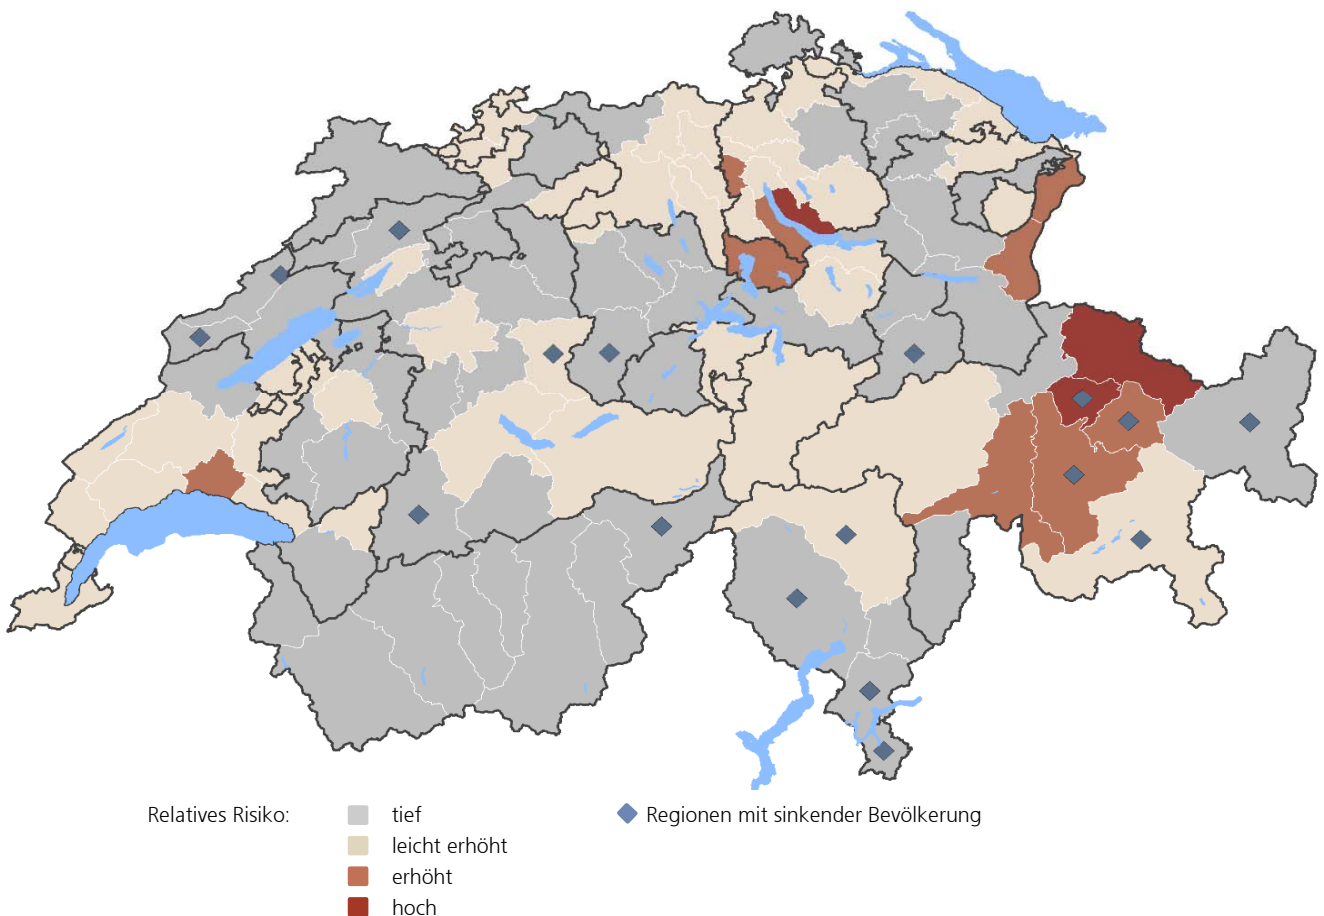 Relatives Risiko:
tief
Regionen mit sinkender Bevölkerung
leicht erhöht
erhöht
hoch